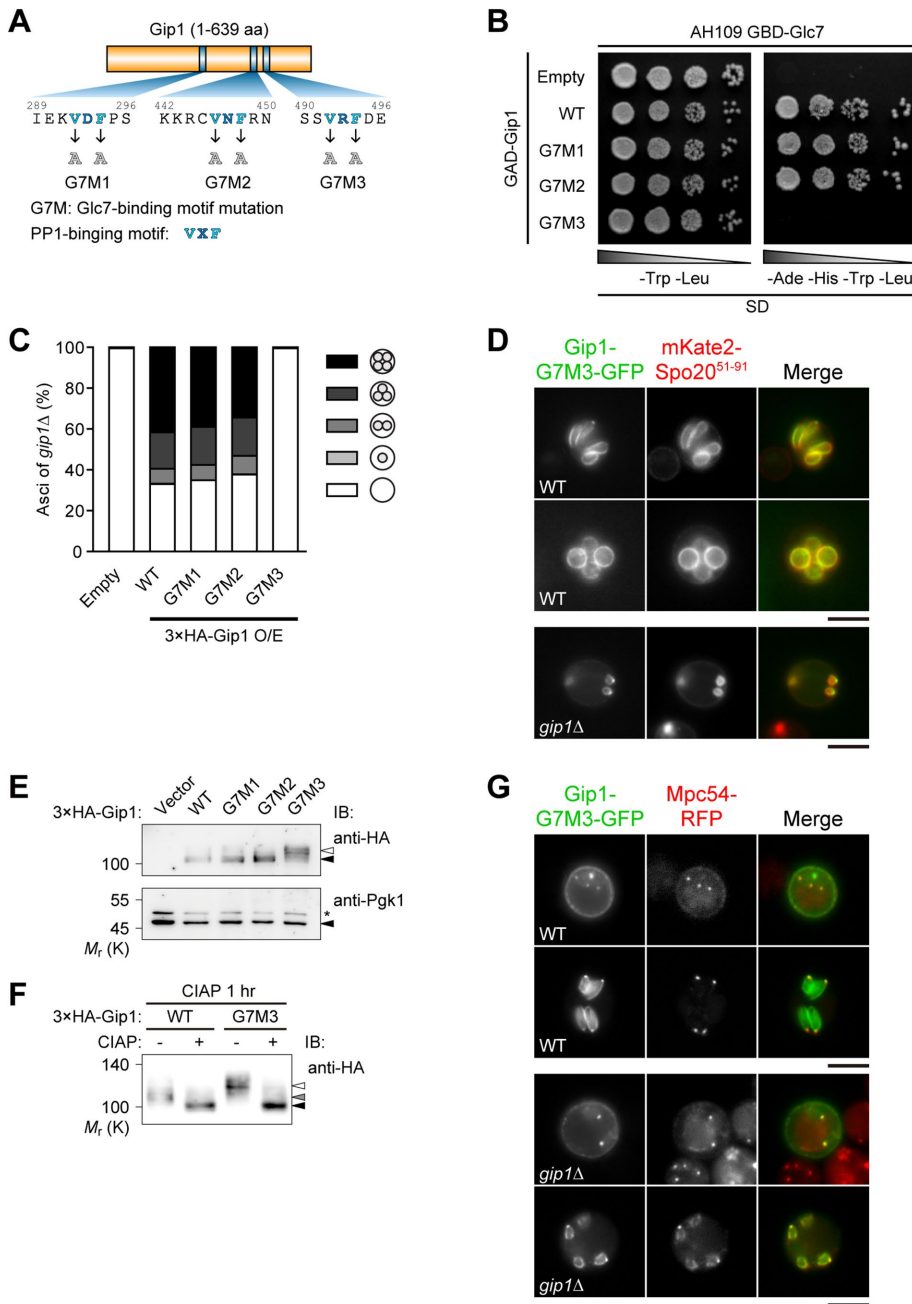 A
Gip1 (1-639 aa)
289 296 442 450 490 496
IEKVDFPS KKRCVNFRN SSVRFDE
A A A A A A
G7M1 G7M2 G7M3
G7M: Glc7-binding motif mutation
PP1-binging motif: VXF
B
AH109 GBD-Glc7
GAD-Gip1
Empty
WT
G7M1
G7M2
G7M3
-Trp -Leu -Ade -His -Trp -Leu
SD
C
Asci of gip1Δ (%)
100
80
60
40
20
0
Empty WT G7M1 G7M2 G7M3
3×HA-Gip1 O/E
D
Gip1-G7M3-GFP mKate2-Spo20⁵¹⁻⁹¹ Merge
WT
WT
gip1Δ
E
3×HA-Gip1: Vector WT G7M1 G7M2 G7M3 IB:
anti-HA
100
anti-Pgk1
55
*
45
Mr (K)
F
CIAP 1 hr
3×HA-Gip1: WT G7M3
CIAP: - + - + IB:
anti-HA
140
100
Mr (K)
G
Gip1-G7M3-GFP Mpc54-RFP Merge
WT
WT
gip1Δ
gip1Δ